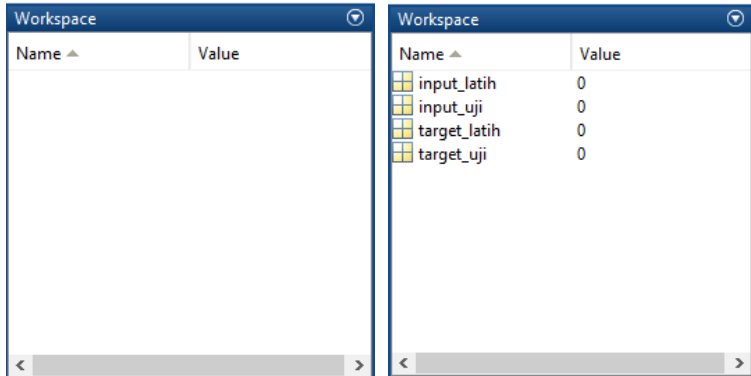 Workspace
Name Value
Workspace
Name Value
input_latih 0
input_uji 0
target_latih 0
target_uji 0